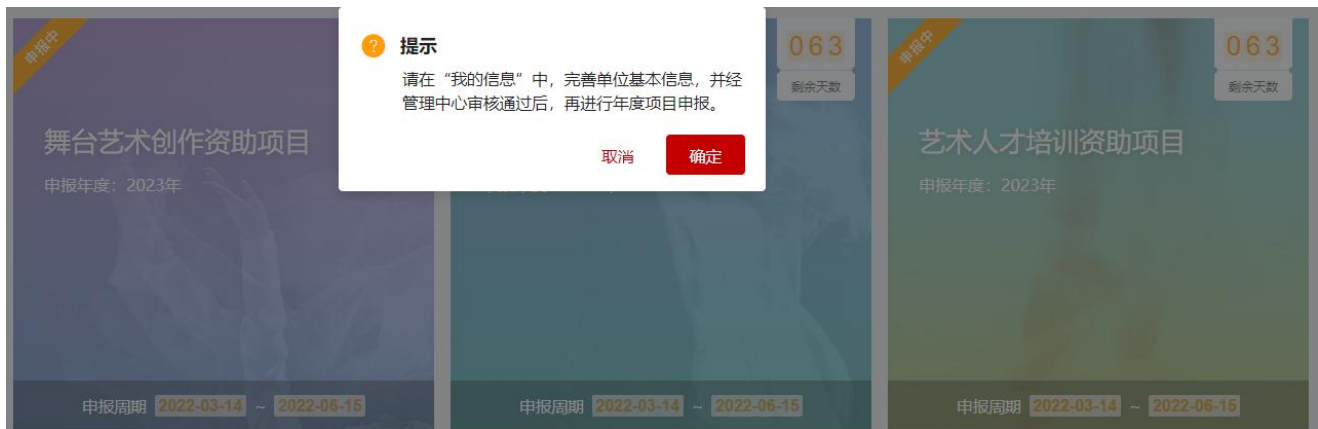 申报中
舞台艺术创作资助项目
申报年度：2023年
申报周期 2022-03-14 ~ 2022-06-15
提示
请在“我的信息”中，完善单位基本信息，并经
管理中心审核通过后，再进行年度项目申报。
取消 确定
063
剩余天数
申报周期 2022-03-14 ~ 2022-06-15
申报中
063
剩余天数
艺术人才培训资助项目
申报年度：2023年
申报周期 2022-03-14 ~ 2022-06-15